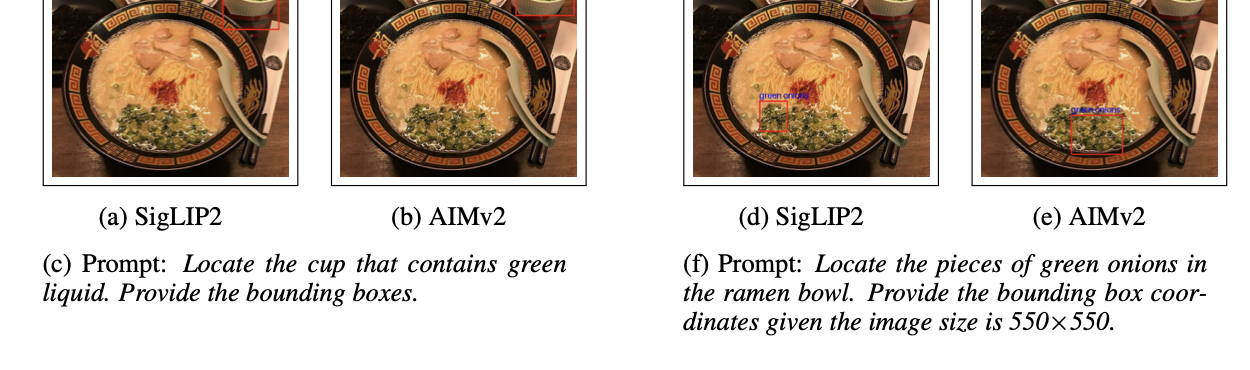 green onions
green onions
(a) SigLIP2
(b) AIMv2
(d) SigLIP2
(e) AIMv2
(c) Prompt: Locate the cup that contains green
liquid. Provide the bounding boxes.
(f) Prompt: Locate the pieces of green onions in
the ramen bowl. Provide the bounding box coor-
dinates given the image size is 550×550.